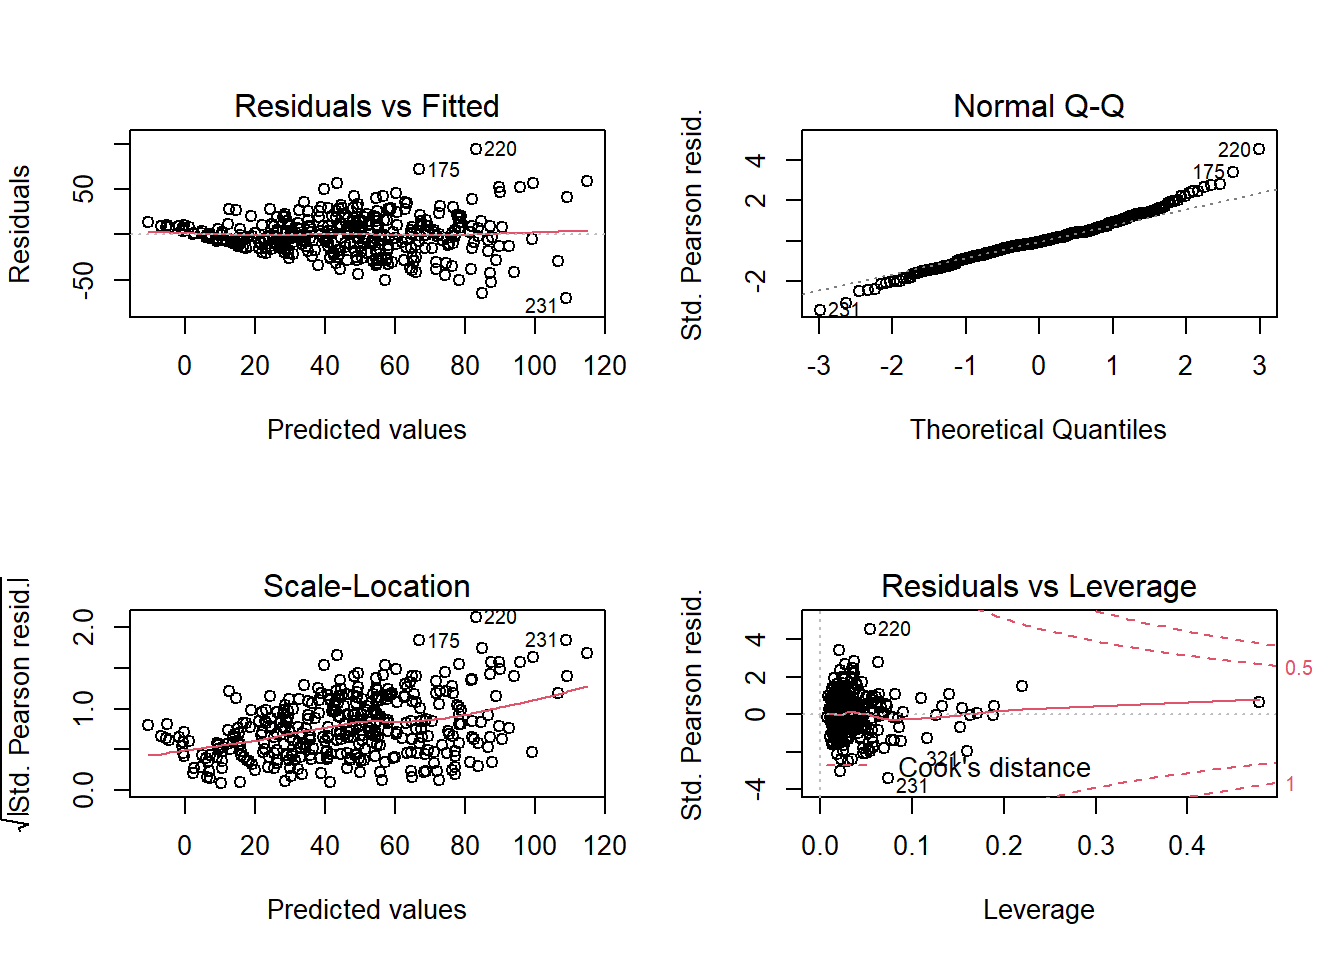 Residuals vs Fitted
Residuals
50
-50
220
175
231
0 20 40 60 80 100 120
Predicted values
Normal Q-Q
Std. Pearson resid.
4
2
-2
220
175
231
-3 -2 -1 0 1 2 3
Theoretical Quantiles
Scale-Location
√|Std. Pearson resid.|
2.0
1.0
0.0
220
175
231
0 20 40 60 80 100 120
Predicted values
Residuals vs Leverage
Std. Pearson resid.
4
2
0
-4
220
0.5
321
Cook's distance
231
1
0.0 0.1 0.2 0.3 0.4
Leverage